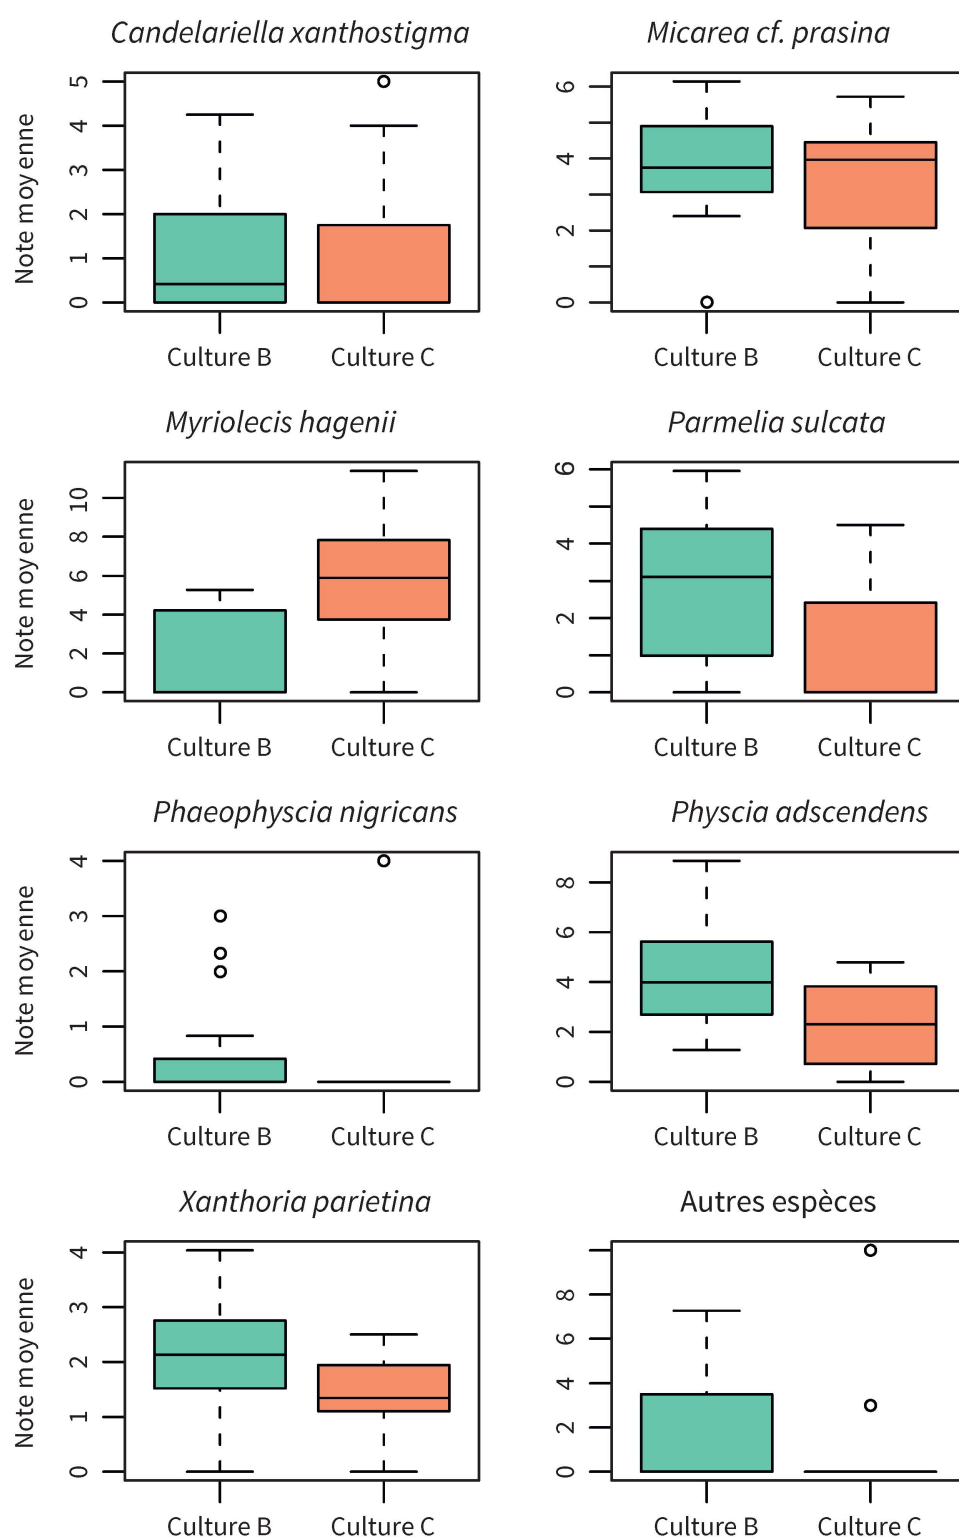 Candelariella xanthostigma
Micarea cf. prasina
Note moyenne
0 1 2 3 4 5
0 2 4 6
Culture B Culture C
Culture B Culture C
Myriolecis hagenii
Parmelia sulcata
Note moyenne
0 2 4 6 8 10
0 2 4 6
Culture B Culture C
Culture B Culture C
Phaeophyscia nigricans
Physcia adscendens
Note moyenne
0 1 2 3 4
0 2 4 6 8
Culture B Culture C
Culture B Culture C
Xanthoria parietina
Autres espèces
Note moyenne
0 1 2 3 4
0 2 4 6 8
Culture B Culture C
Culture B Culture C